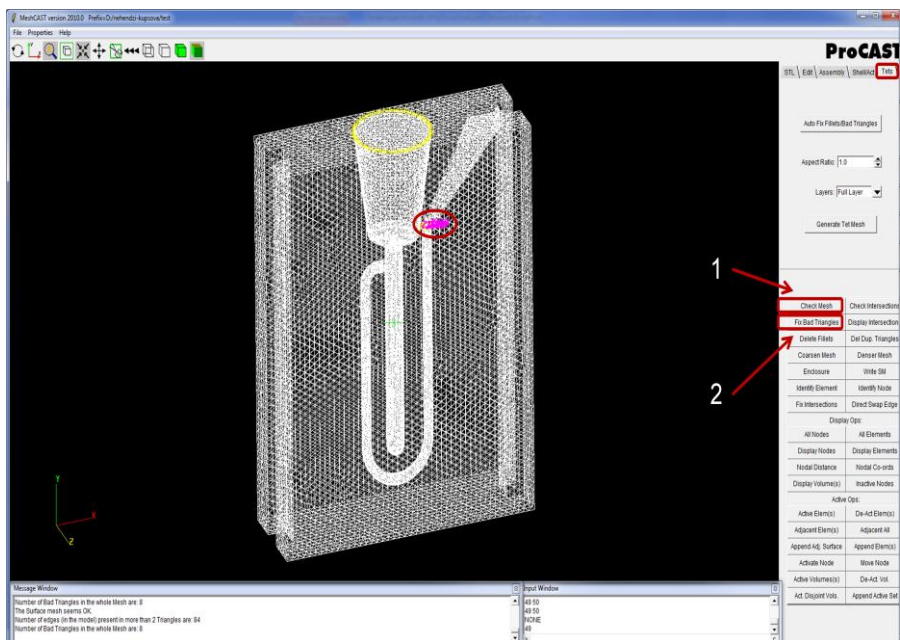 MeshCAST version 2010.0 Prefix=D:/nehendzi-kupsova/test
File Properties Help
ProCAST
STL Edit Assembly Shell/Act Tets
Auto Fix Fillets/Bad Triangles
Aspect Ratio: 1.0
Layers: Full Layer
Generate Tet Mesh
1
Check Mesh Check Intersections
Fix Bad Triangles Display Intersection
Delete Fillets Del Dup. Triangles
Coarsen Mesh Denser Mesh
2
Enclosure Write SM
Identify Element Identify Node
Fix Intersections Direct Swap Edge
Display Ops:
All Nodes All Elements
Display Nodes Display Elements
Nodal Distance Nodal Co-ords
Display Volume(s) Inactive Nodes
Active Ops:
Active Elem(s) De-Act Elem(s)
Adjacent Elem(s) Adjacent All
Append Adj. Surface Append Elem(s)
Activate Node Move Node
Active Volumes(s) De-Act. Vol.
Act. Disjoint Vols. Append Active Set
Y
X
Z
Message Window
Number of Bad Triangles in the whole Mesh are: 8
The Surface mesh seems OK.
Number of edges (in the model) present in more than 2 Triangles are: 84
Number of Bad Triangles in the whole Mesh are: 8
Input Window
49 50
49 50
NONE
49